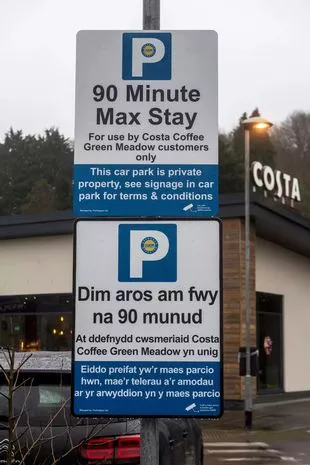 P
90 Minute
Max Stay
For use by Costa Coffee
Green Meadow customers
only
This car park is private
property, see signage in car
park for terms & conditions
COSTA
P
Dim aros am fwy
na 90 munud
At ddefnydd cwsmeriaid Costa
Coffee Green Meadow yn unig
Eiddo preifat yw'r maes parcio
hwn, mae'r telerau a'r amodau
ar yr arwyddion yn y maes parcio